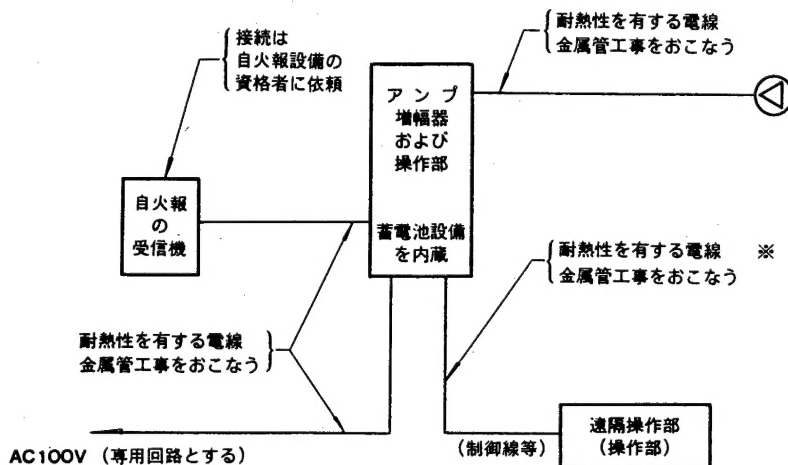 接続は
自火報設備の
資格者に依頼
耐熱性を有する電線
金属管工事をおこなう
アンプ
増幅器
および
操作部
蓄電池設備
を内蔵
自火報
の
受信機
耐熱性を有する電線 ※
金属管工事をおこなう
耐熱性を有する電線
金属管工事をおこなう
AC100V (専用回路とする)
(制御線等)
遠隔操作部
(操作部)